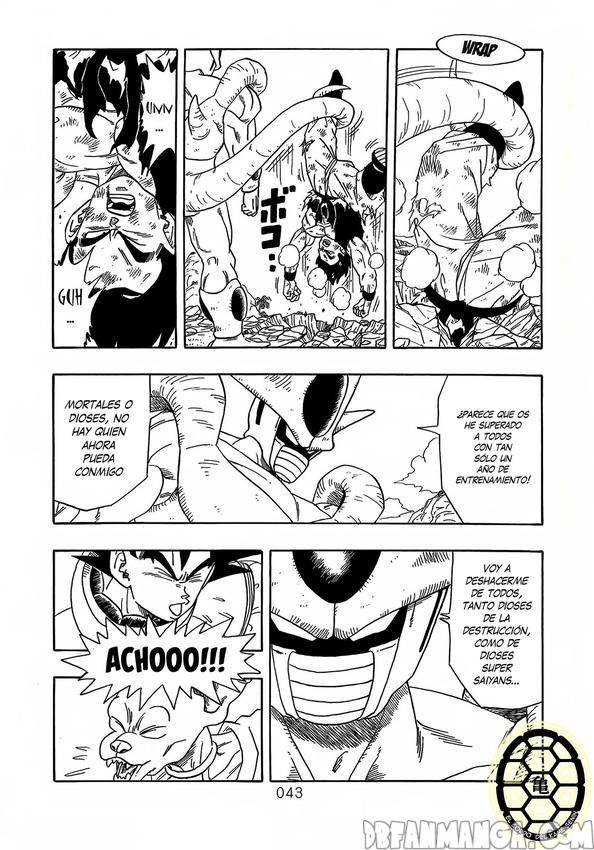 WRAP
ボコ...
UNN
...
GUH
...
¿PARECE QUE OS
HE SUPERADO
A TODOS
CON TAN
SÓLO UN
AÑO DE
ENTRENAMIENTO!
MORTALES O
DIOSES, NO
HAY QUIEN
AHORA
PUEDA
CONMIGO
VOY A
DESHACERME
DE TODOS,
TANTO DIOSES
DE LA
DESTRUCCIÓN,
COMO DE
DIOSES
SUPER
SAIYANS...
ACHOOO!!!
043
亀
DBFANMANGA.COM